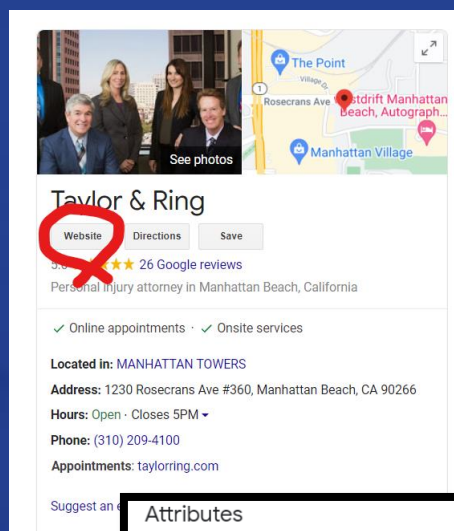 The Point
Village Dr
1
Rosecrans Ave
stdrift Manhattan
Beach, Autograph...
Manhattan Village
See photos
Taylor & Ring
Website Directions Save
26 Google reviews
Personal injury attorney in Manhattan Beach, California
Online appointments · Onsite services
Located in: MANHATTAN TOWERS
Address: 1230 Rosecrans Ave #360, Manhattan Beach, CA 90266
Hours: Open · Closes 5PM
Phone: (310) 209-4100
Appointments: taylorring.com
Suggest an e
Attributes